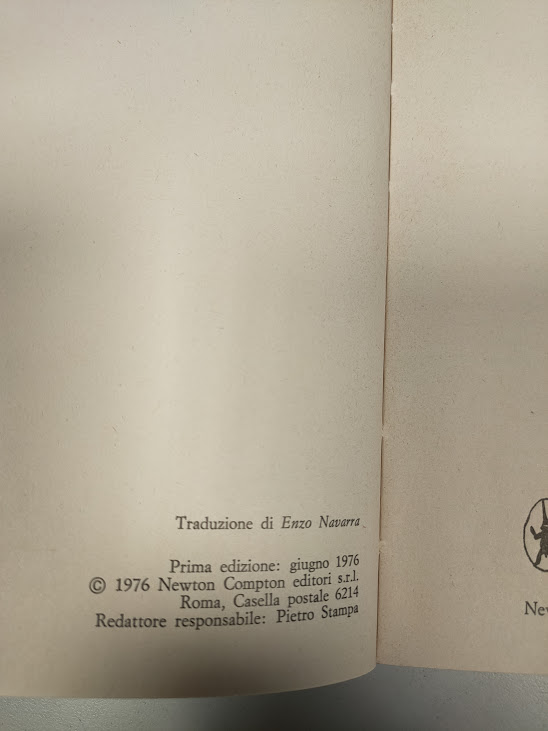 Traduzione di Enzo Navarra
Prima edizione: giugno 1976
© 1976 Newton Compton editori s.r.l.
Roma, Casella postale 6214
Redattore responsabile: Pietro Stampa